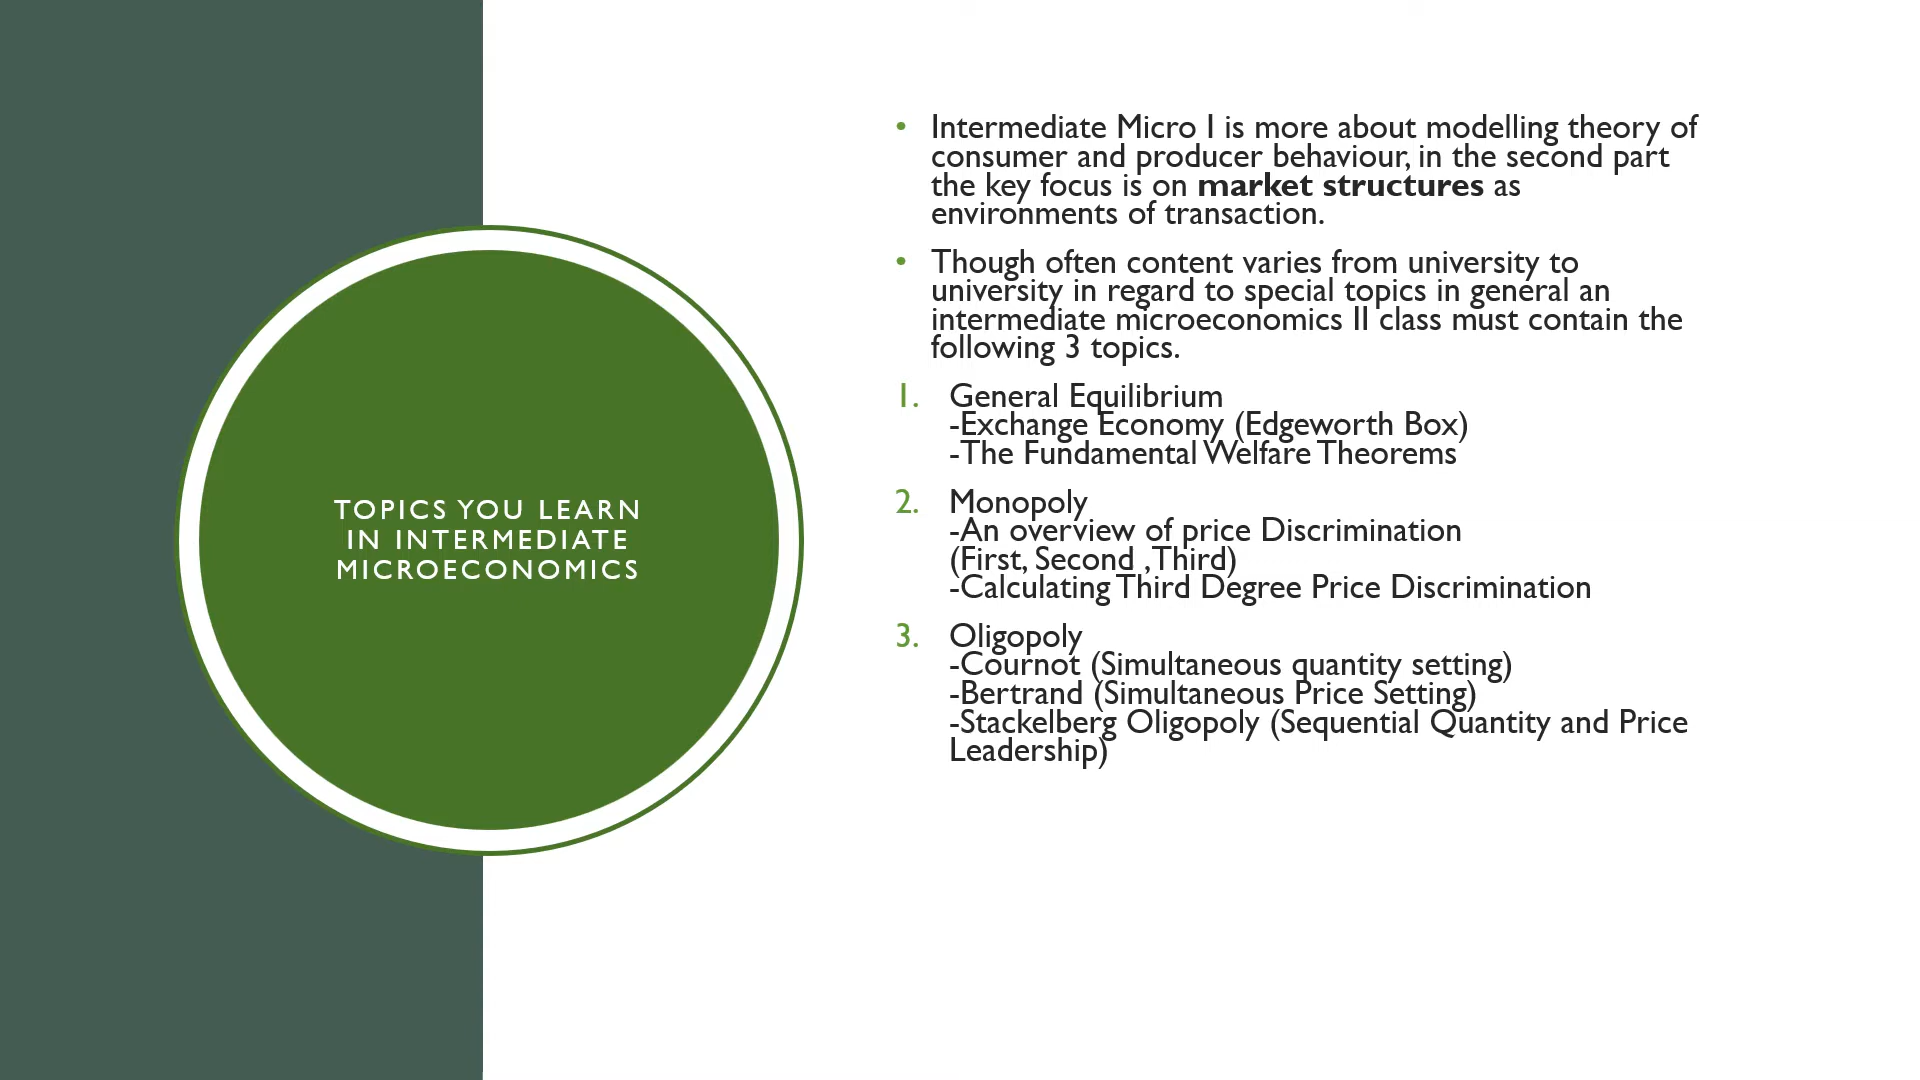 TOPICS YOU LEARN
IN INTERMEDIATE
MICROECONOMICS
• Intermediate Micro I is more about modelling theory of
consumer and producer behaviour, in the second part
the key focus is on market structures as
environments of transaction.
• Though often content varies from university to
university in regard to special topics in general an
intermediate microeconomics II class must contain the
following 3 topics.
1. General Equilibrium
-Exchange Economy (Edgeworth Box)
-The Fundamental Welfare Theorems
2. Monopoly
-An overview of price Discrimination
(First, Second ,Third)
-Calculating Third Degree Price Discrimination
3. Oligopoly
-Cournot (Simultaneous quantity setting)
-Bertrand (Simultaneous Price Setting)
-Stackelberg Oligopoly (Sequential Quantity and Price
Leadership)